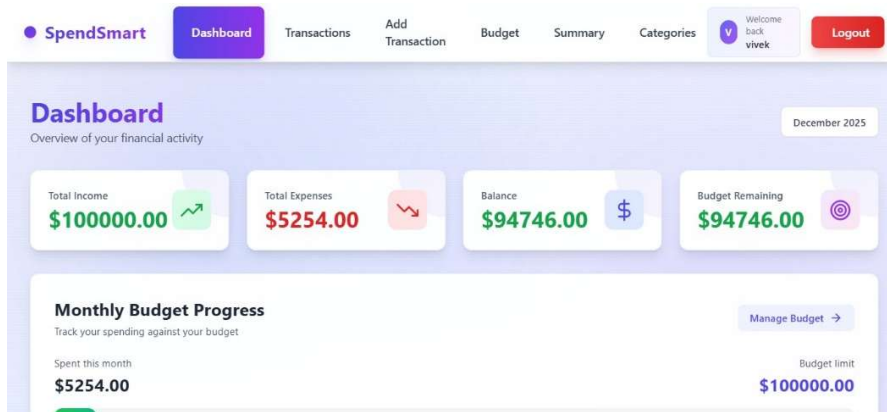 SpendSmart
Dashboard
Transactions
Add
Transaction
Budget
Summary
Categories
V
Welcome
back
vivek
Logout
Dashboard
Overview of your financial activity
December 2025
Total Income
$100000.00
Total Expenses
$5254.00
Balance
$94746.00
$
Budget Remaining
$94746.00
Monthly Budget Progress
Track your spending against your budget
Manage Budget →
Spent this month
$5254.00
Budget limit
$100000.00